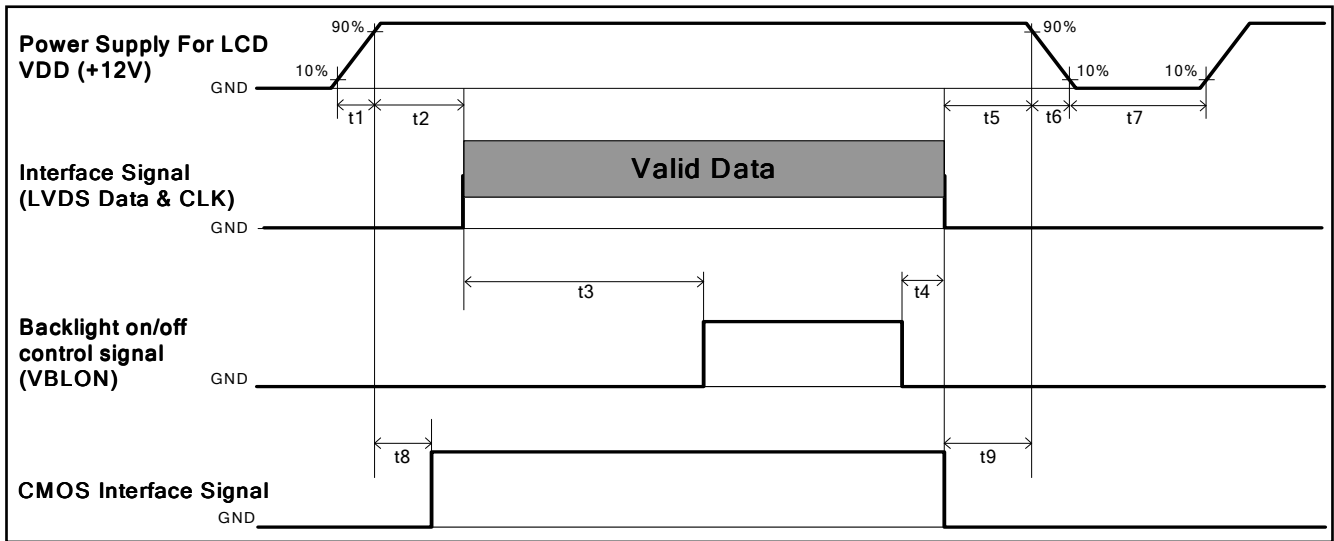 Power Supply For LCD
VDD (+12V)
90%
10%
GND
90%
10%
10%
t1
t2
t5
t6
t7
Interface Signal
(LVDS Data & CLK)
GND
Valid Data
t3
t4
Backlight on/off
control signal
(VBLON)
GND
t8
t9
CMOS Interface Signal
GND